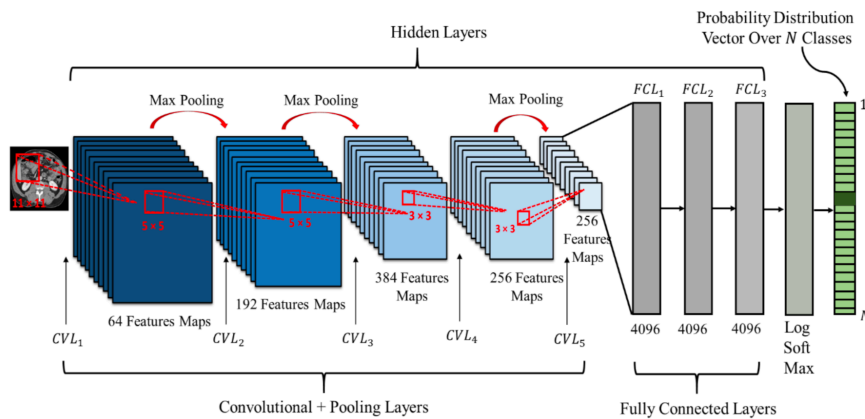 Probability Distribution
Vector Over N Classes
Hidden Layers
FCL₁ FCL₂ FCL₃
Max Pooling Max Pooling Max Pooling
1
11 × 11
5 × 5
3 × 3
3 × 3
256
Features
Maps
384 Features
Maps
256 Features
Maps
192 Features Maps
64 Features Maps
4096 4096 4096
Log
Soft
Max
CVL₁ CVL₂ CVL₃ CVL₄ CVL₅
Convolutional + Pooling Layers
Fully Connected Layers